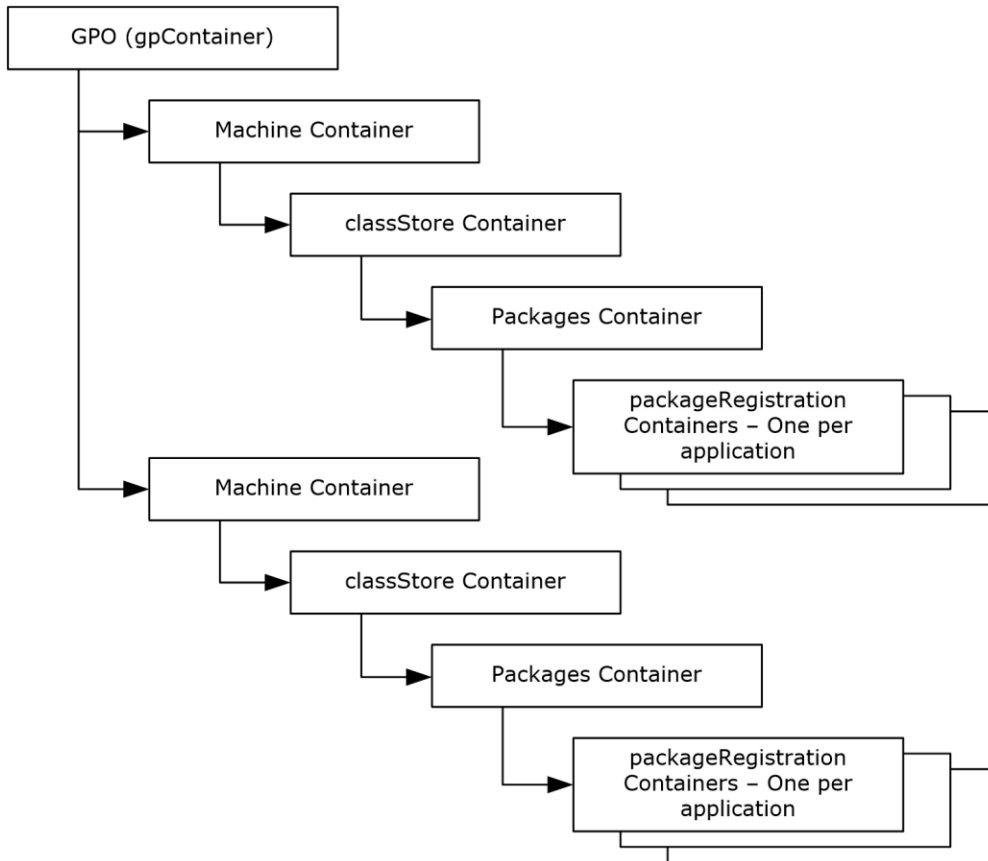 GPO (gpContainer)
Machine Container
classStore Container
Packages Container
packageRegistration
Containers – One per
application
Machine Container
classStore Container
Packages Container
packageRegistration
Containers – One per
application